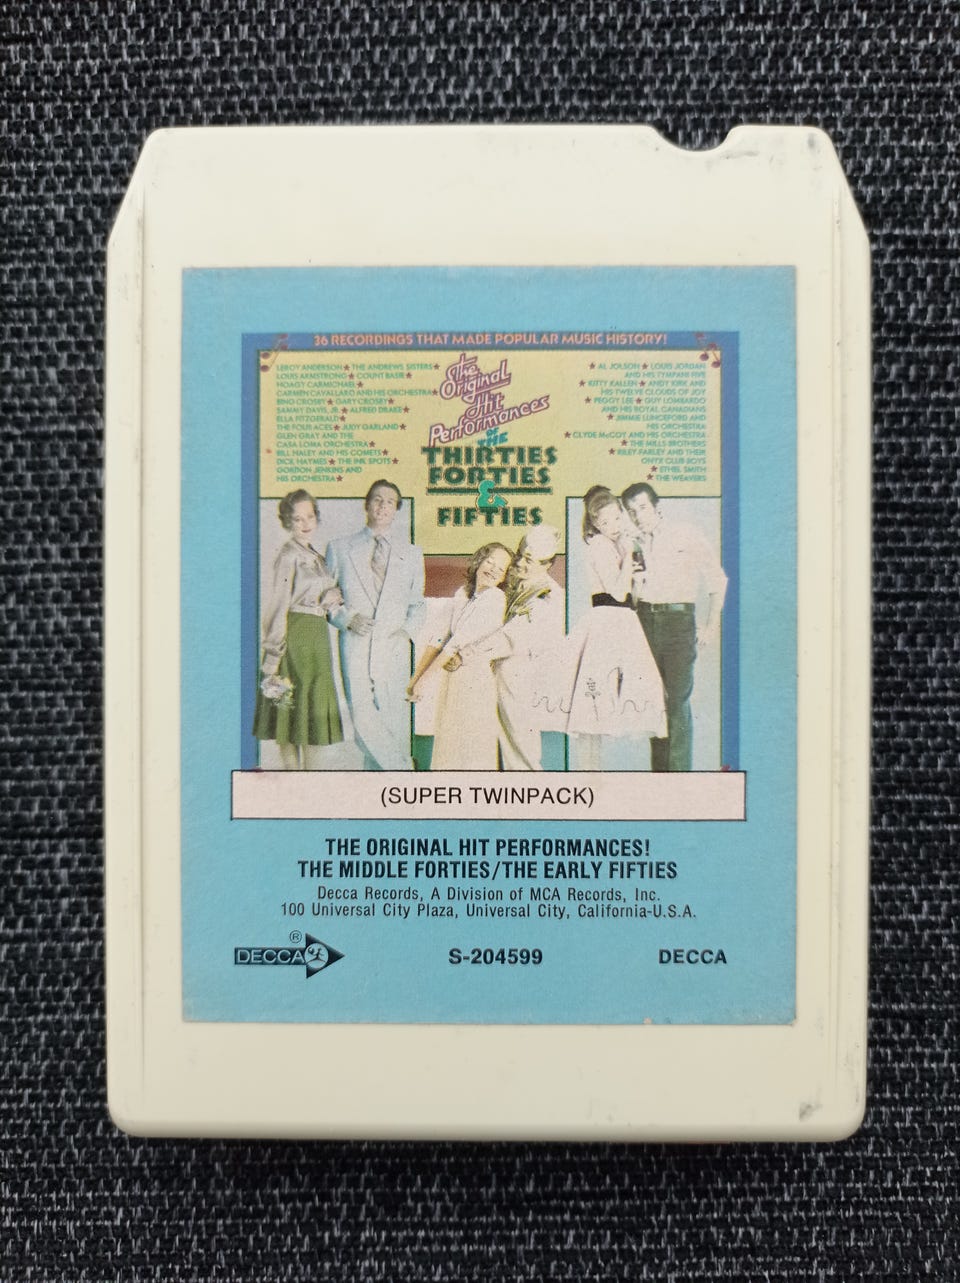 36 RECORDINGS THAT MADE POPULAR MUSIC HISTORY!
LEROY ANDERSON★THE ANDREWS SISTERS★
LOUIS ARMSTRONG★COUNT BASIE★
HOAGY CARMICHAEL★
CARMEN CAVALLARO AND HIS ORCHESTRA★
BING CROSBY★GARY CROSBY★
SAMMY DAVIS, JR.★ALFRED DRAKE★
ELLA FITZGERALD★
THE FOUR ACES★JUDY GARLAND★
GLEN GRAY AND THE
CASA LOMA ORCHESTRA★
BILL HALEY AND HIS COMETS★
DICK HAYMES★THE INK SPOTS★
GORDON JENKINS AND
HIS ORCHESTRA★
The
Original
Hit
Performances
OF
THE
THIRTIES
FORTIES
&
FIFTIES
★AL JOLSON★LOUIS JORDAN
AND HIS TYMPANI FIVE
★KITTY KALLEN★ANDY KIRK AND
HIS TWELVE CLOUDS OF JOY
★PEGGY LEE★GUY LOMBARDO
AND HIS ROYAL CANADIANS
★JIMMIE LUNCEFORD AND
HIS ORCHESTRA
★CLYDE McCOY AND HIS ORCHESTRA
★THE MILLS BROTHERS
★RILEY FARLEY AND THEIR
ONYX CLUB BOYS
★ETHEL SMITH
★THE WEAVERS
(SUPER TWINPACK)
THE ORIGINAL HIT PERFORMANCES!
THE MIDDLE FORTIES/THE EARLY FIFTIES
Decca Records, A Division of MCA Records, Inc.
100 Universal City Plaza, Universal City, California-U.S.A.
DECCA ® S-204599 DECCA